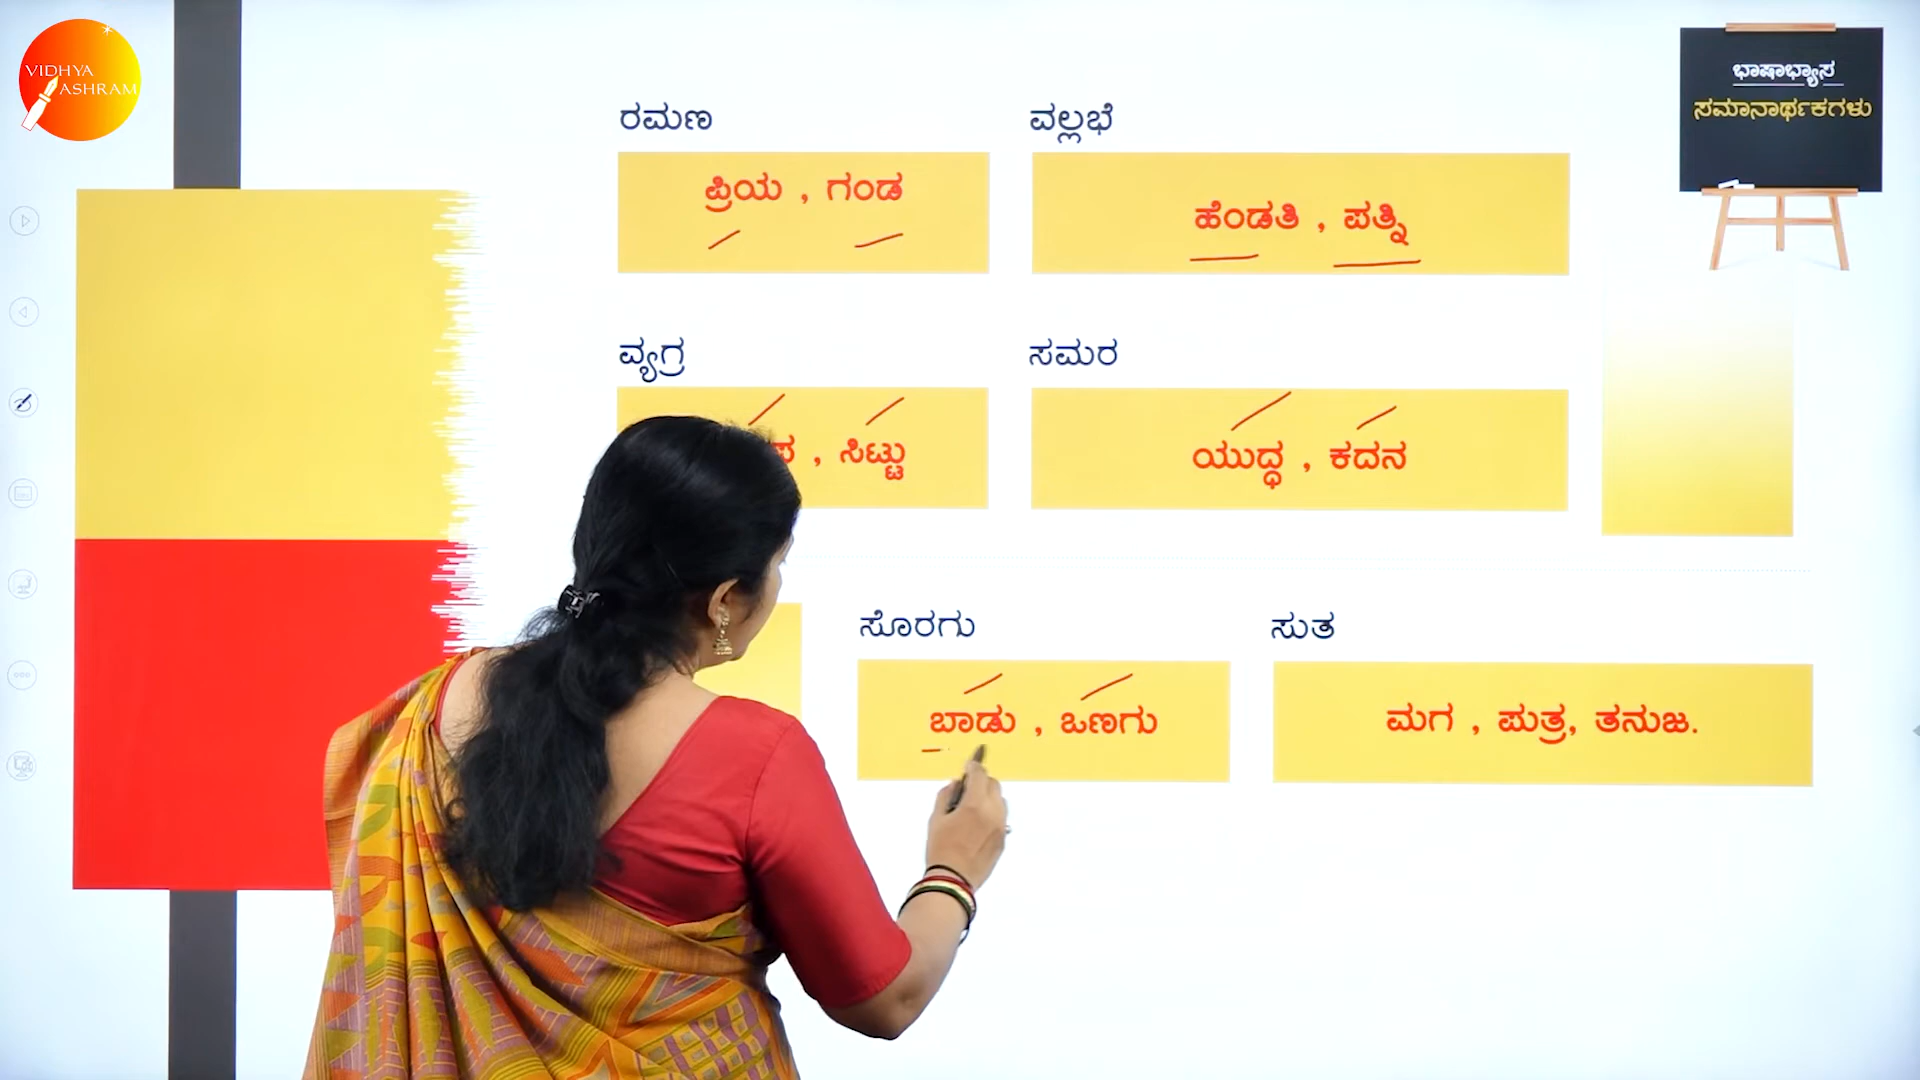 VIDHYA
ASHRAM
ಭಾಷಾಭ್ಯಾಸ
ಸಮಾನಾರ್ಥಕಗಳು
ರಮಣ
ಪ್ರಿಯ , ಗಂಡ
ವಲ್ಲಭೆ
ಹೆಂಡತಿ , ಪತ್ನಿ
ವ್ಯಗ್ರ
, ಸಿಟ್ಟು
ಸಮರ
ಯುದ್ಧ , ಕದನ
ಸೊರಗು
ಬಾಡು , ಒಣಗು
ಸುತ
ಮಗ , ಪುತ್ರ, ತನುಜ.